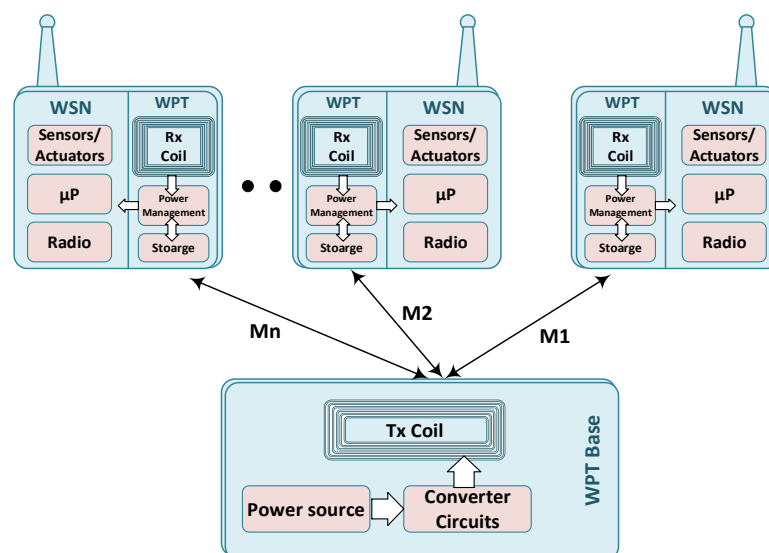 WSN
WPT
Sensors/
Actuators
Rx
Coil
µP
Power
Management
Radio
Stoarge
WPT
WSN
Rx
Coil
Sensors/
Actuators
Power
Management
µP
Stoarge
Radio
WPT
WSN
Rx
Coil
Sensors/
Actuators
Power
Management
µP
Stoarge
Radio
Mn
M2
M1
Tx Coil
Power source
Converter
Circuits
WPT Base